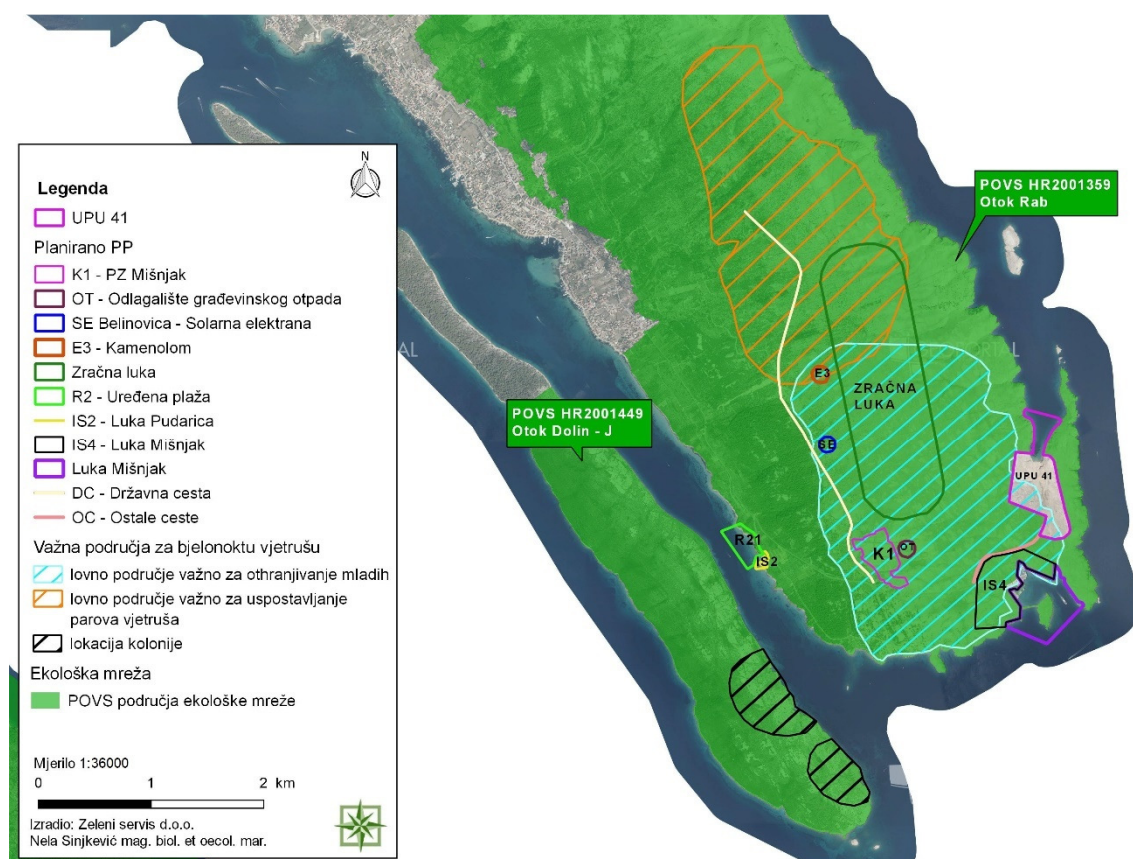 N
Legenda
UPU 41
Planirano PP
K1 - PZ Mišnjak
OT - Odlagalište građevinskog otpada
SE Belinovica - Solarna elektrana
E3 - Kamenolom
Zračna luka
R2 - Uređena plaža
IS2 - Luka Pudarica
IS4 - Luka Mišnjak
Luka Mišnjak
DC - Državna cesta
OC - Ostale ceste
Važna područja za bjelonoktu vjetrušu
lovno područje važno za othranjivanje mladih
lovno područje važno za uspostavljanje
parova vjetruša
lokacija kolonije
Ekološka mreža
POVS područja ekološke mreže
Mjerilo 1:36000
0 1 2 km
Izradio: Zeleni servis d.o.o.
Nela Sinjkević mag. biol. et oecol. mar.
POVS HR2001359
Otok Rab
POVS HR2001449
Otok Dolin - J
E3
ZRAČNA
LUKA
SE
UPU 41
R21
IS2
K1
OT
IS4